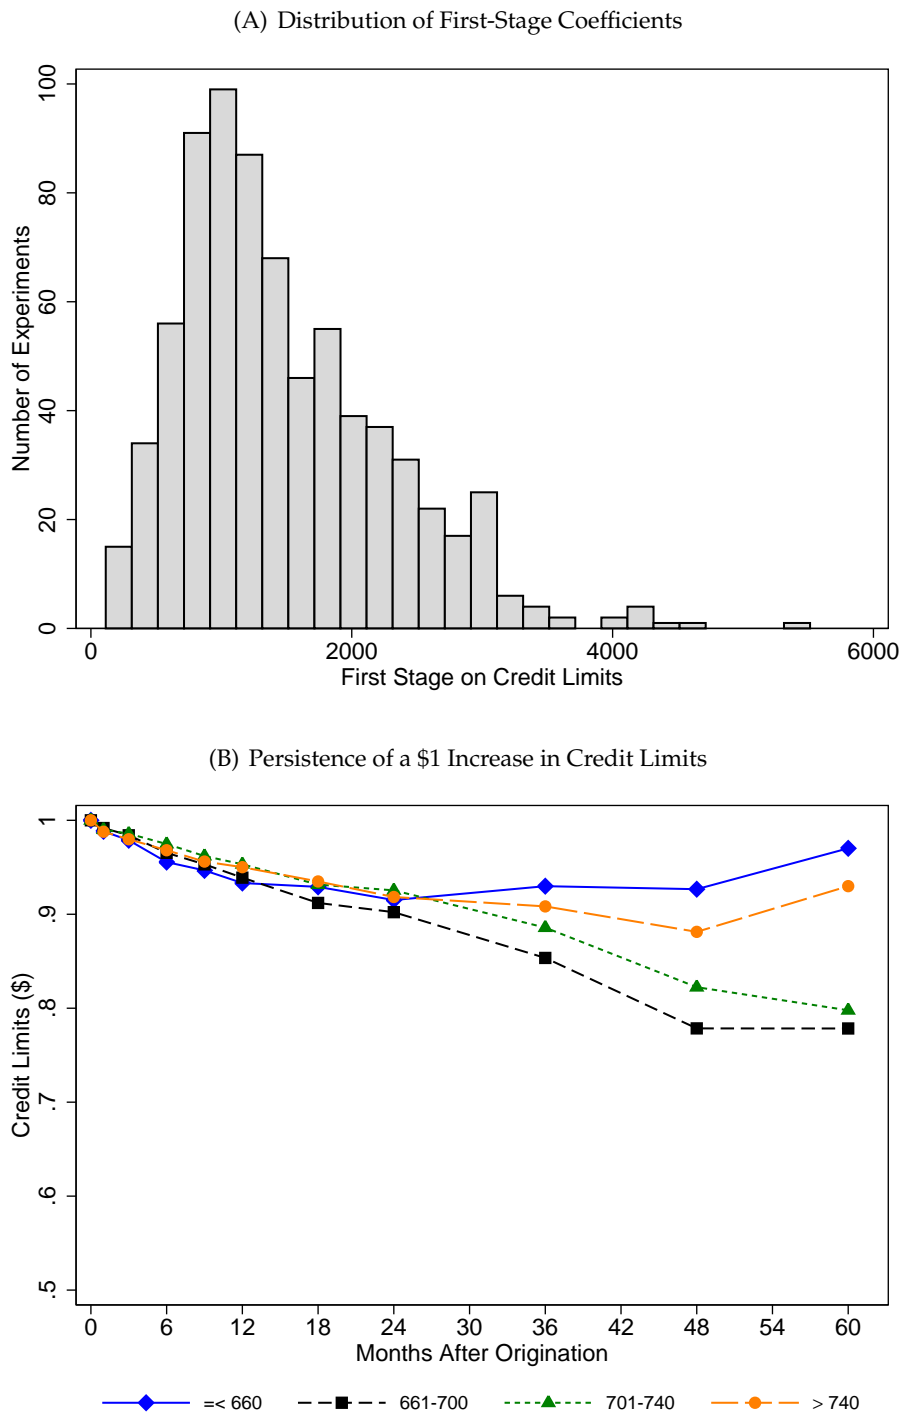 (A) Distribution of First-Stage Coefficients
100
80
60
40
20
0
Number of Experiments
0 2000 4000 6000
First Stage on Credit Limits
(B) Persistence of a $1 Increase in Credit Limits
1
.9
.8
.7
.6
.5
Credit Limits ($)
0 6 12 18 24 30 36 42 48 54 60
Months After Origination
=< 660 661-700 701-740 > 740